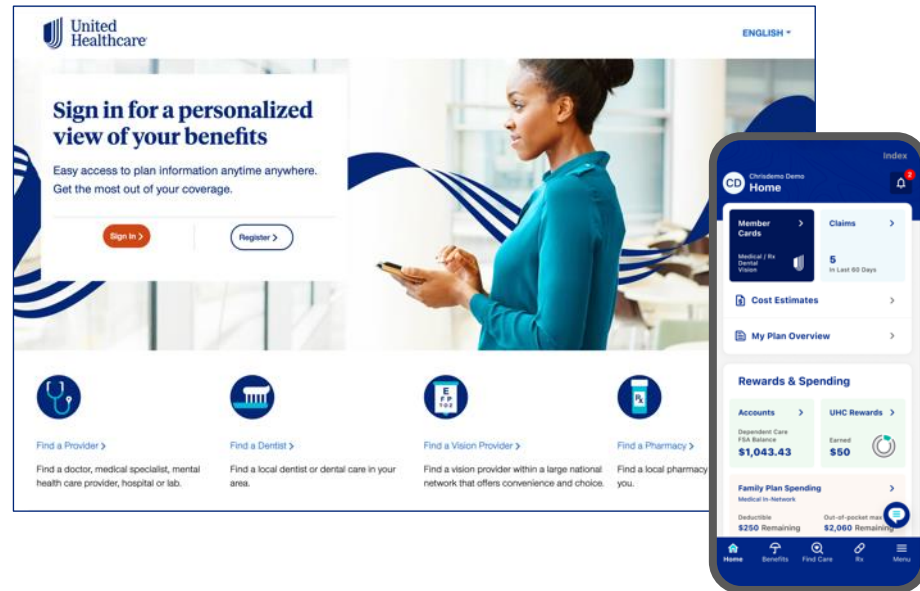 United
Healthcare
ENGLISH
Sign in for a personalized
view of your benefits
Easy access to plan information anytime anywhere.
Get the most out of your coverage.
Sign In >
Register >
Find a Provider >
Find a doctor, medical specialist, mental
health care provider, hospital or lab.
Find a Dentist >
Find a local dentist or dental care in your
area.
E
F P
Find a Vision Provider >
Find a vision provider within a large national
network that offers convenience and choice.
Rx
Find a Pharmacy >
Find a local pharmacy
you.
Index
CD
Chrisdemo Demo
Home
2
Member
Cards
>
Medical / Rx
Dental
Vision
Claims >
5
In Last 60 Days
Cost Estimates >
My Plan Overview >
Rewards & Spending
Accounts >
Dependent Care
FSA Balance
$1,043.43
UHC Rewards >
Earned
$50
Family Plan Spending >
Medical In-Network
Deductible
$250 Remaining
Out-of-pocket max
$2,060 Remaining
Home
Benefits
Find Care
Rx
Menu